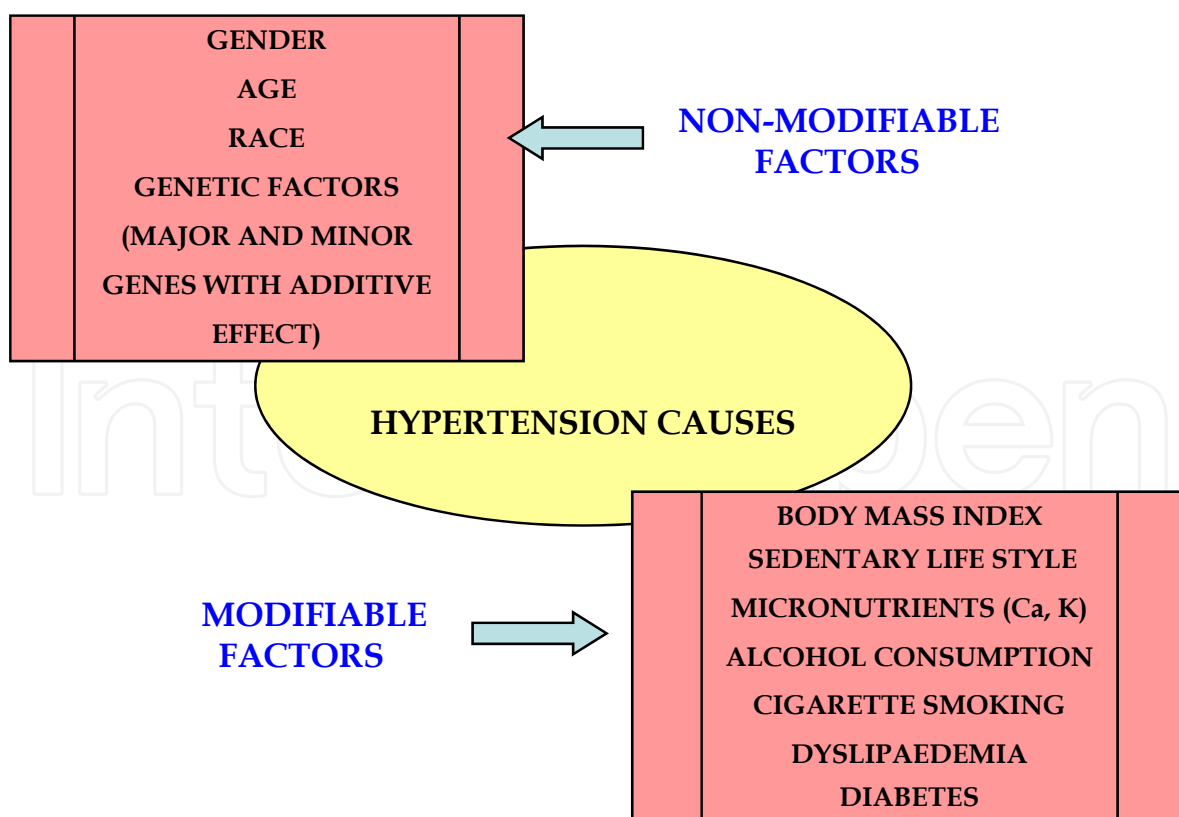 GENDER
AGE
RACE
GENETIC FACTORS
(MAJOR AND MINOR
GENES WITH ADDITIVE
EFFECT)
NON-MODIFIABLE
FACTORS
HYPERTENSION CAUSES
MODIFIABLE
FACTORS
BODY MASS INDEX
SEDENTARY LIFE STYLE
MICRONUTRIENTS (Ca, K)
ALCOHOL CONSUMPTION
CIGARETTE SMOKING
DYSLIPAEDEMIA
DIABETES